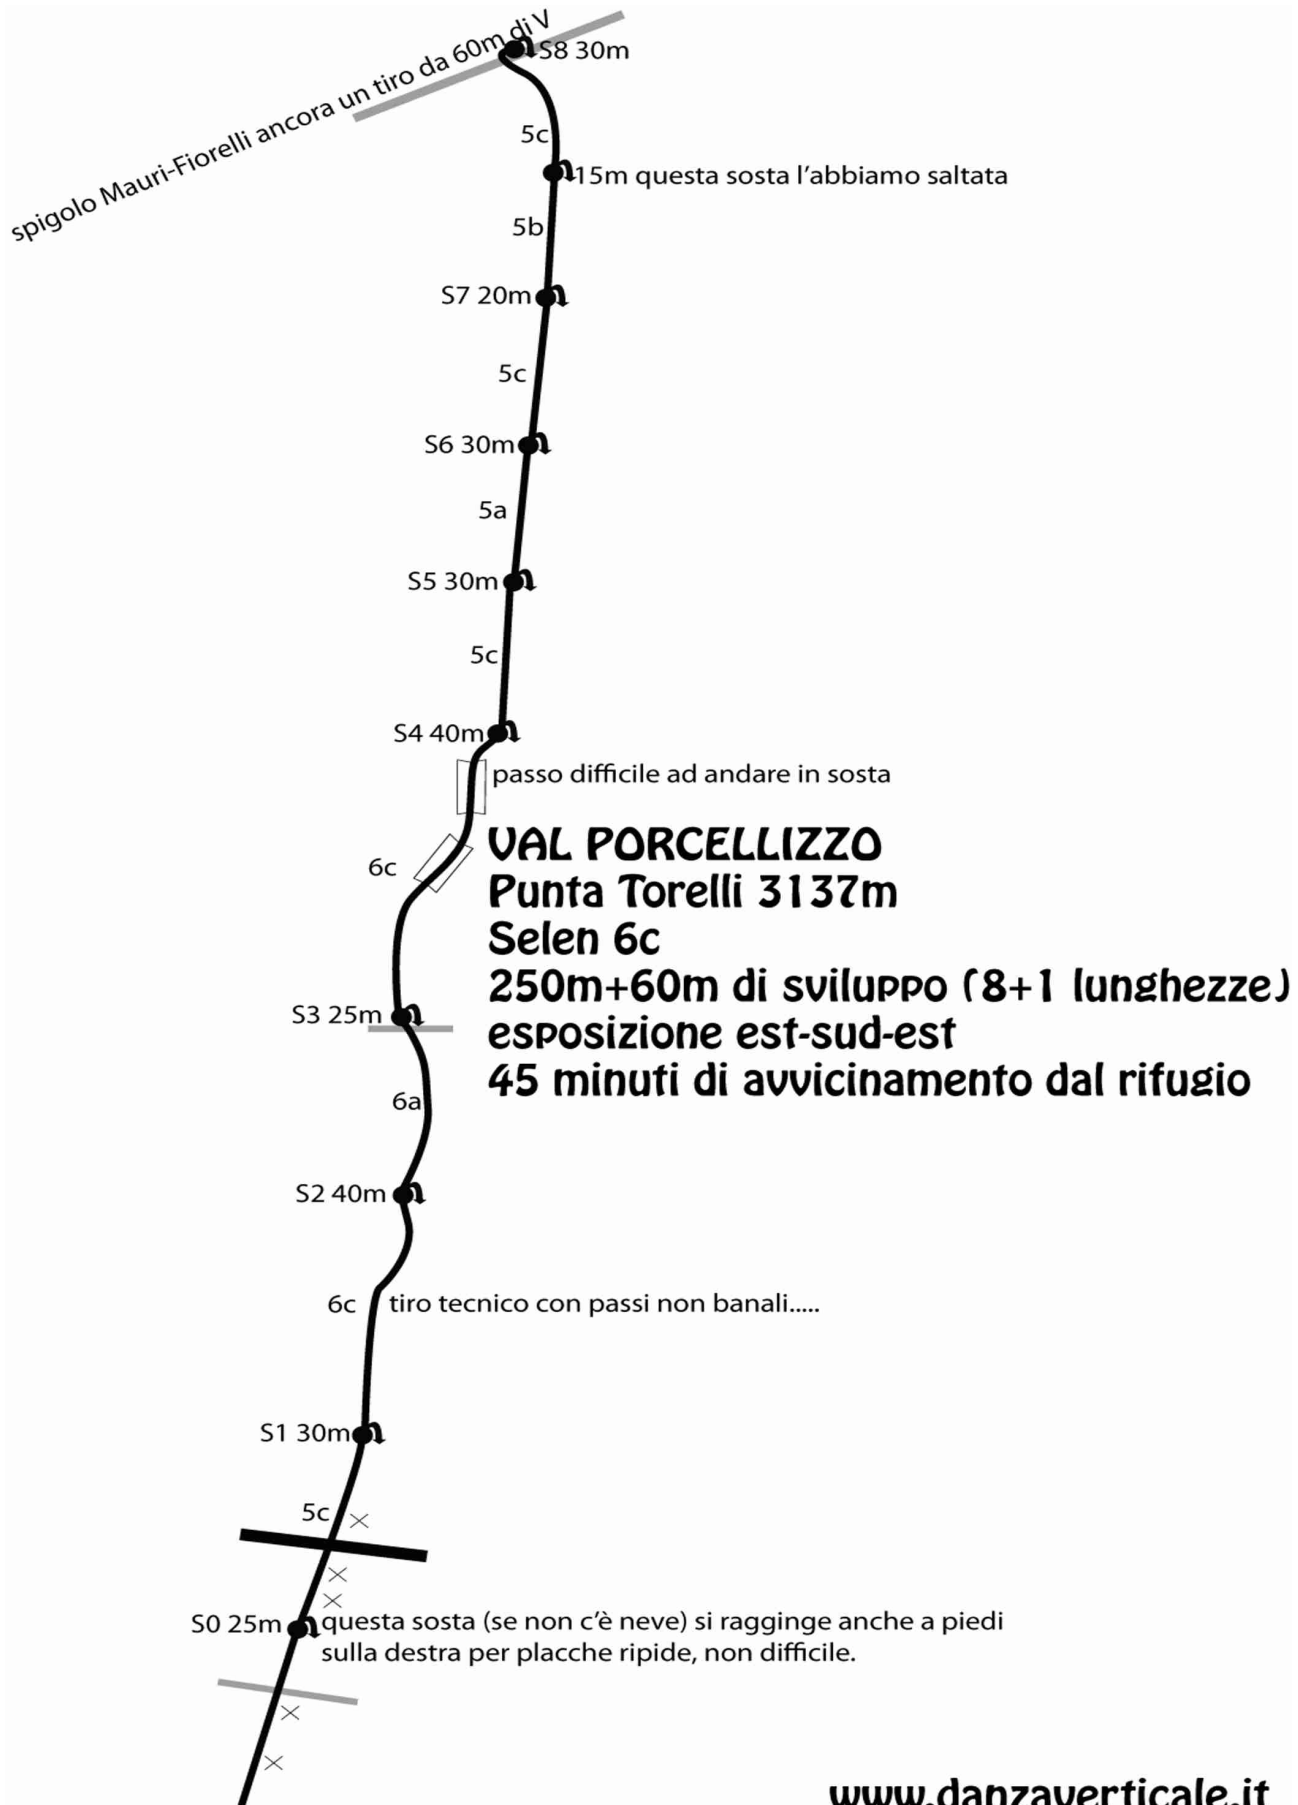 spigolo Mauri-Fiorelli ancora un tiro da 60m di V
S8 30m
5c
15m questa sosta l'abbiamo saltata
5b
S7 20m
5c
S6 30m
5a
S5 30m
5c
S4 40m
passo difficile ad andare in sosta
6c
VAL PORCELLIZZO
Punta Torelli 3137m
Selen 6c
250m+60m di sviluppo (8+1 lunghezze)
esposizione est-sud-est
45 minuti di avvicinamento dal rifugio
S3 25m
6a
S2 40m
6c
tiro tecnico con passi non banali.....
S1 30m
5c
S0 25m
questa sosta (se non c'è neve) si ragginge anche a piedi
sulla destra per placche ripide, non difficile.
www.danzaverticale.it